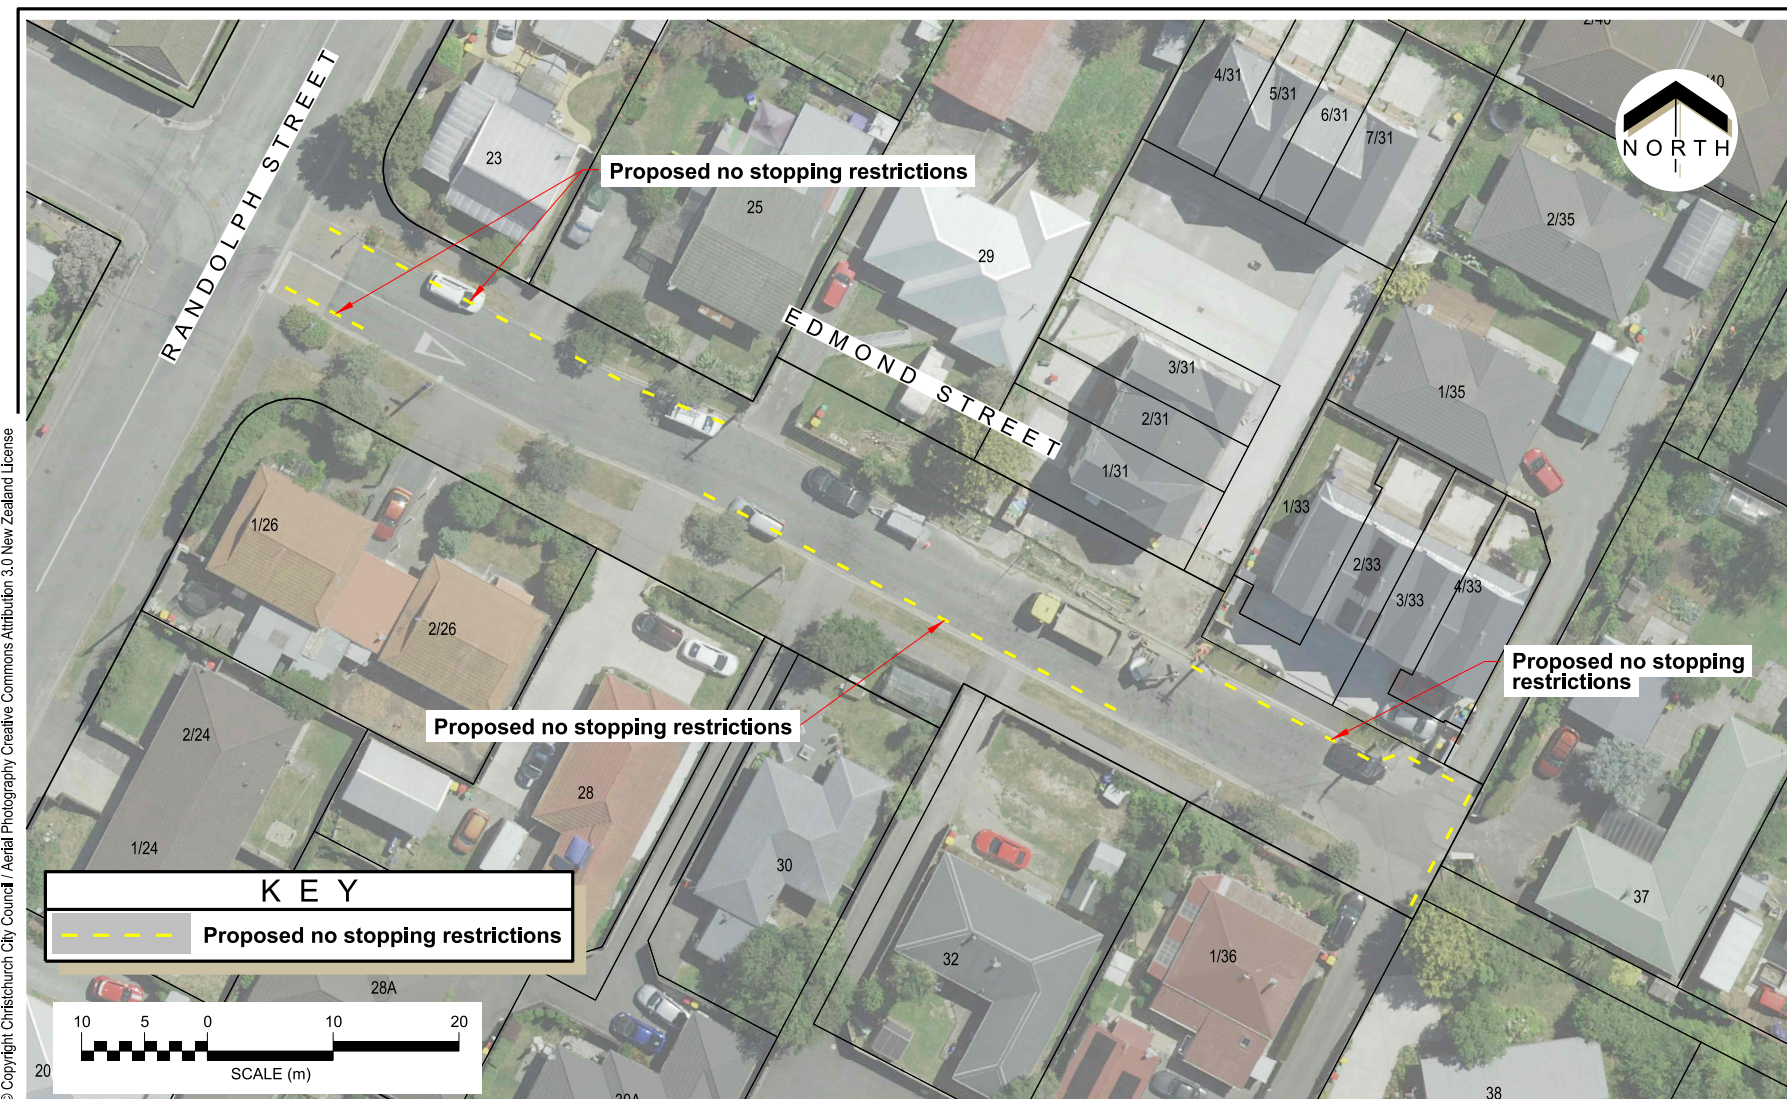 2/40
40
NORTH
RANDOLPH STREET
4/31
5/31
6/31
7/31
23
Proposed no stopping restrictions
25
29
2/35
EDMOND STREET
3/31
2/31
1/31
1/35
1/33
2/33
3/33
4/33
1/26
2/26
Proposed no stopping
restrictions
Proposed no stopping restrictions
2/24
1/24
28
30
32
1/36
37
38
28A
20
30A
KEY
Proposed no stopping restrictions
10 5 0 10 20
SCALE (m)
© Copyright Christchurch City Council / Aerial Photography Creative Commons Attribution 3.0 New Zealand License